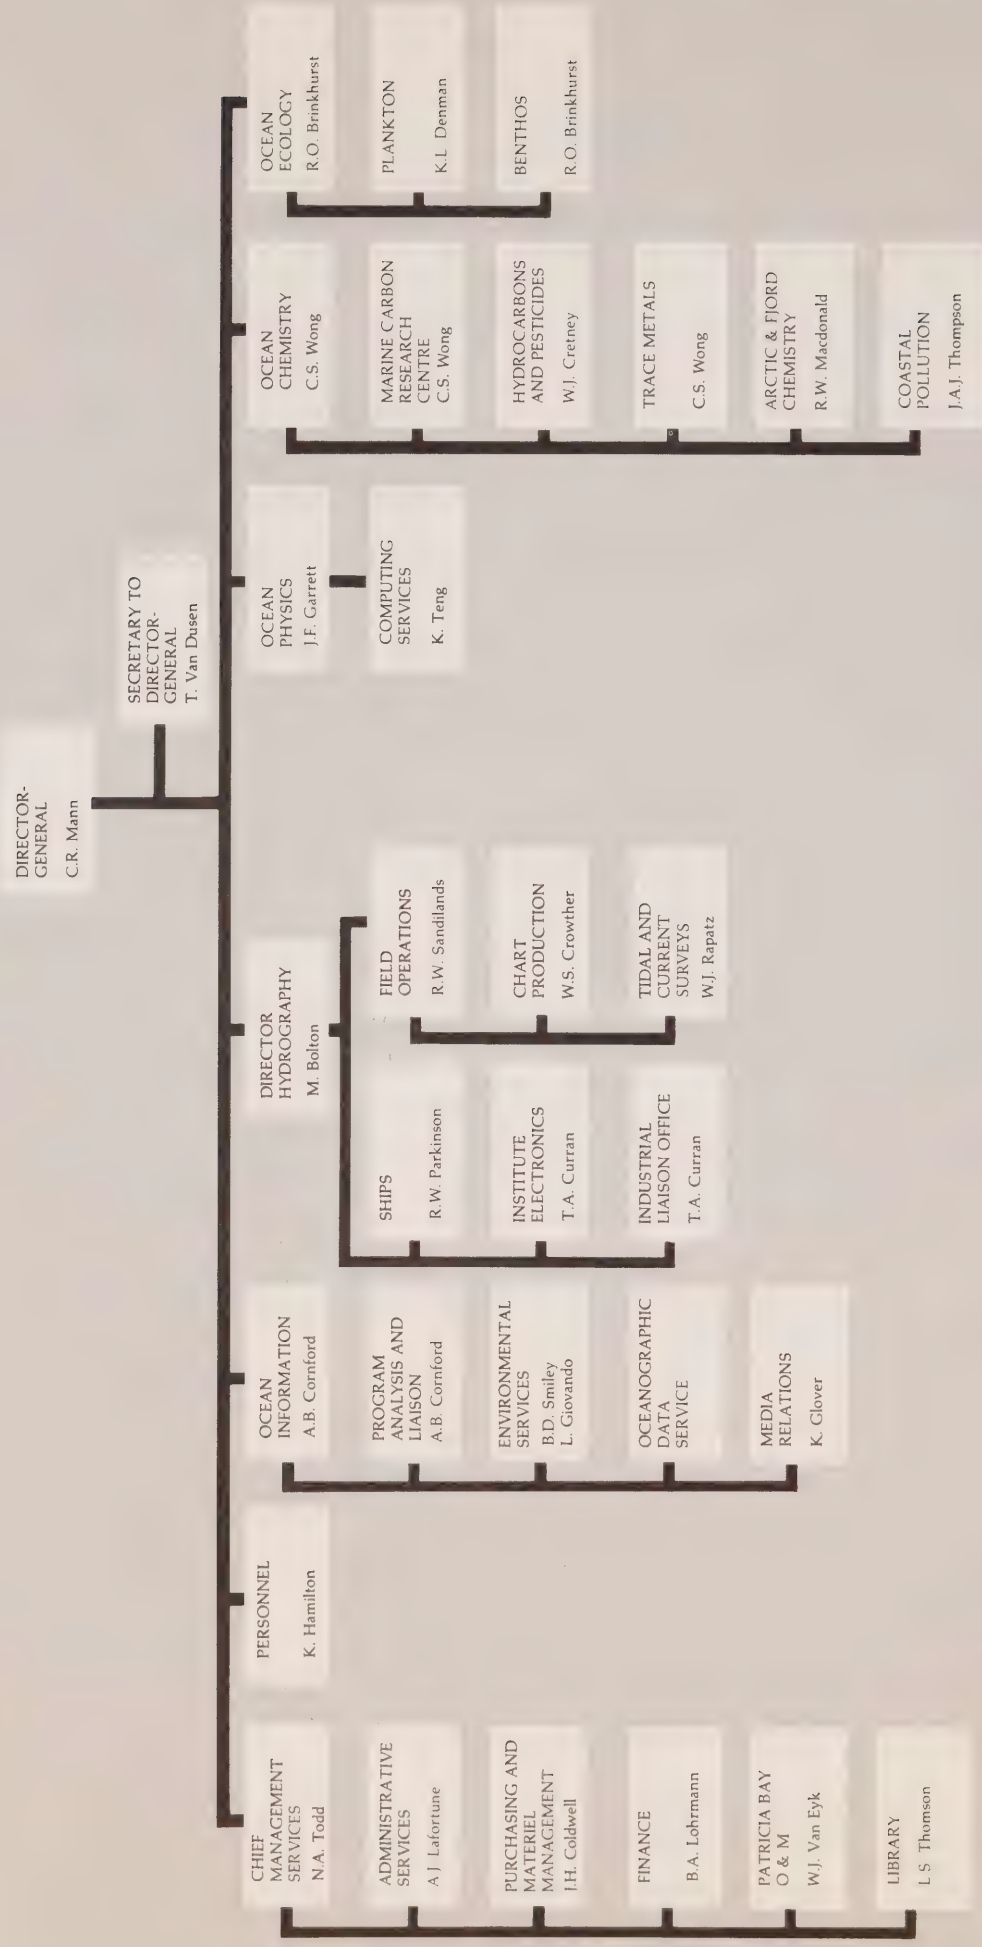 DIRECTOR-
GENERAL
C.R. Mann
SECRETARY TO
DIRECTOR-
GENERAL
T. Van Dusen
CHIEF
MANAGEMENT
SERVICES
N.A. Todd
ADMINISTRATIVE
SERVICES
A J Lafortune
PURCHASING AND
MATERIEL
MANAGEMENT
J.H. Coldwell
FINANCE
B.A. Lohrmann
PATRICIA BAY
O & M
W.J. Van Eyk
LIBRARY
L S Thomson
PERSONNEL
K. Hamilton
OCEAN
INFORMATION
A.B. Cornford
PROGRAM
ANALYSIS AND
LIAISON
A.B. Cornford
ENVIRONMENTAL
SERVICES
B.D. Smiley
L. Giovando
OCEANOGRAPHIC
DATA
SERVICE
MEDIA
RELATIONS
K. Glover
DIRECTOR
HYDROGRAPHY
M. Bolton
SHIPS
R.W. Parkinson
INSTITUTE
ELECTRONICS
T.A. Curran
INDUSTRIAL
LIAISON OFFICE
T.A. Curran
FIELD
OPERATIONS
R.W. Sandilands
CHART
PRODUCTION
W.S. Crowther
TIDAL AND
CURRENT
SURVEYS
W.J. Rapatz
OCEAN
PHYSICS
J.F. Garrett
COMPUTING
SERVICES
K. Teng
OCEAN
CHEMISTRY
C.S. Wong
MARINE CARBON
RESEARCH
CENTRE
C.S. Wong
HYDROCARBONS
AND PESTICIDES
W.J. Cretney
TRACE METALS
C.S. Wong
ARCTIC & FJORD
CHEMISTRY
R.W. Macdonald
COASTAL
POLLUTION
J.A.J. Thompson
OCEAN
ECOLOGY
R.O. Brinkhurst
PLANKTON
K.L Denman
BENTHOS
R.O. Brinkhurst